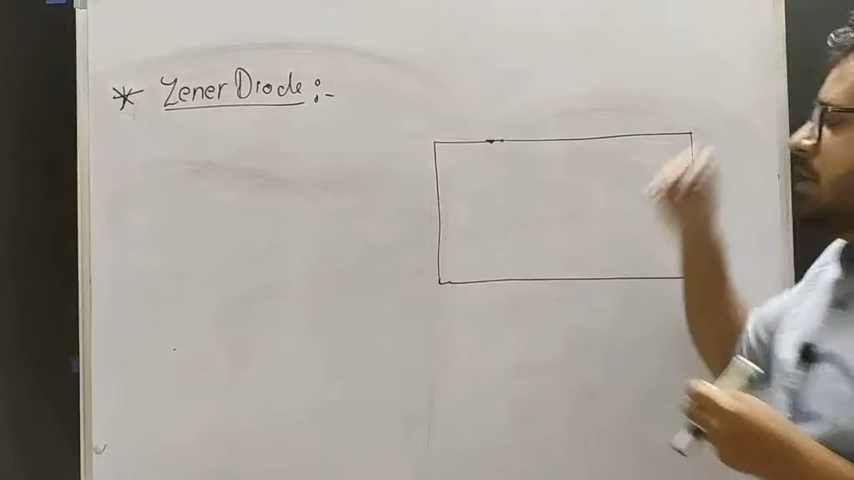 * Zener Diode :-